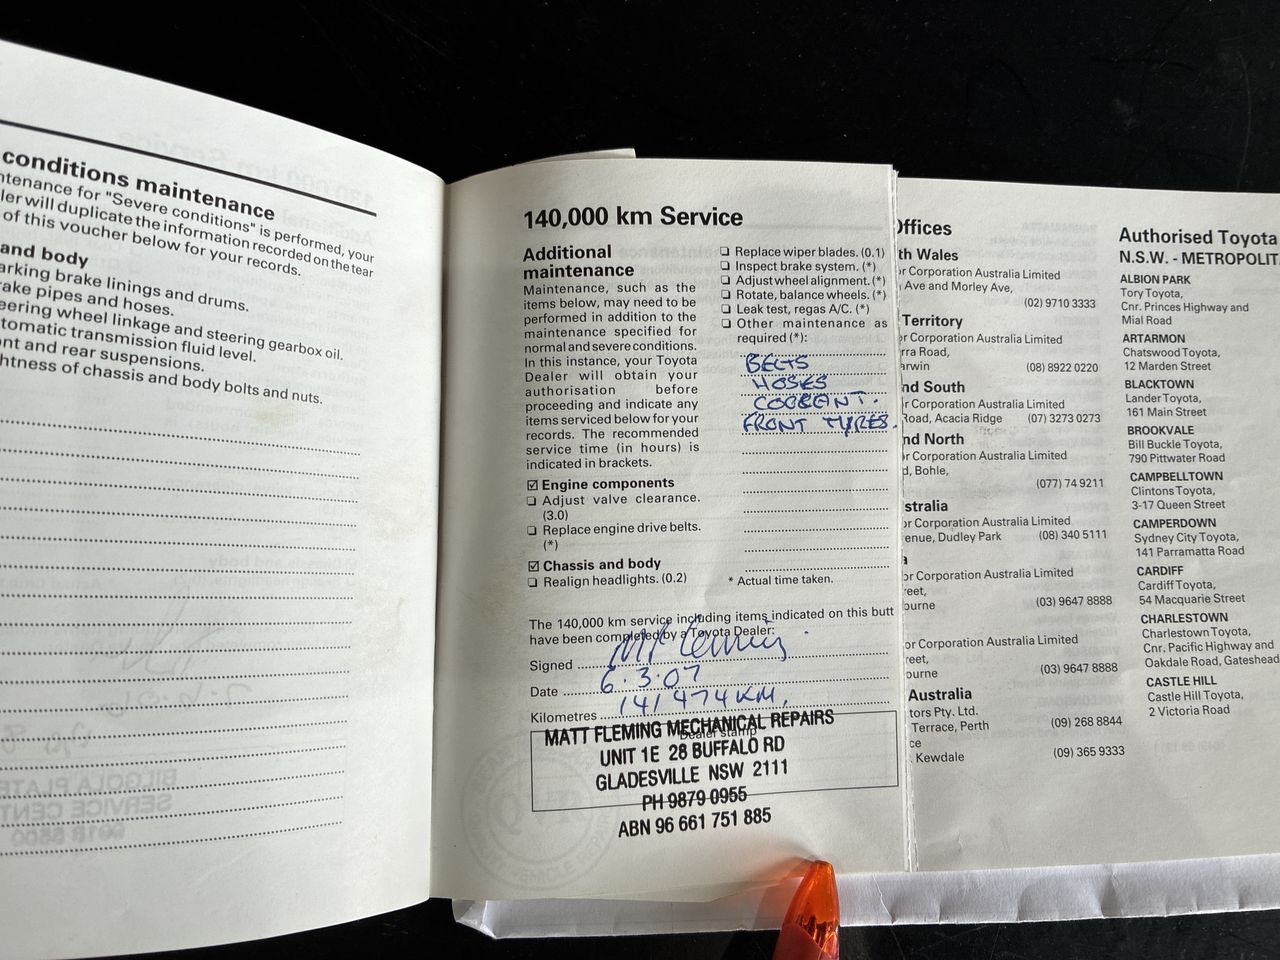 conditions maintenance
ntenance for "Severe conditions" is performed, your
ler will duplicate the information recorded on the tear
of this voucher below for your records.
and body
arking brake linings and drums.
rake pipes and hoses.
eering wheel linkage and steering gearbox oil.
tomatic transmission fluid level.
ont and rear suspensions.
htness of chassis and body bolts and nuts.
140,000 km Service
Additional
maintenance
Maintenance, such as the
items below, may need to be
performed in addition to the
maintenance specified for
normal and severe conditions.
In this instance, your Toyota
Dealer will obtain your
authorisation before
proceeding and indicate any
items serviced below for your
records. The recommended
service time (in hours) is
indicated in brackets.
☑ Engine components
❏ Adjust valve clearance.
(3.0)
❏ Replace engine drive belts.
(*)
☑ Chassis and body
❏ Realign headlights. (0.2)
❏ Replace wiper blades. (0.1)
❏ Inspect brake system. (*)
❏ Adjust wheel alignment. (*)
❏ Rotate, balance wheels. (*)
❏ Leak test, regas A/C. (*)
❏ Other maintenance as
required (*):
BELTS
HOSES
COOLANT.
FRONT TYRES.
* Actual time taken.
The 140,000 km service including items indicated on this butt
have been completed by a Toyota Dealer:
Signed
Date 6.3.07
Kilometres 141474KM.
Dealer stamp
MATT FLEMING MECHANICAL REPAIRS
UNIT 1E 28 BUFFALO RD
GLADESVILLE NSW 2111
PH 9879 0955
ABN 96 661 751 885
Offices
th Wales
or Corporation Australia Limited
Ave and Morley Ave,
(02) 9710 3333
Territory
or Corporation Australia Limited
rra Road,
arwin (08) 8922 0220
nd South
or Corporation Australia Limited
Road, Acacia Ridge (07) 3273 0273
nd North
or Corporation Australia Limited
d, Bohle,
(077) 74 9211
stralia
or Corporation Australia Limited
enue, Dudley Park (08) 340 5111
a
or Corporation Australia Limited
reet,
ourne (03) 9647 8888
or Corporation Australia Limited
reet,
ourne (03) 9647 8888
Australia
tors Pty. Ltd.
Terrace, Perth (09) 268 8844
ce
Kewdale (09) 365 9333
Authorised Toyota
N.S.W. - METROPOLIT
ALBION PARK
Tory Toyota,
Cnr. Princes Highway and
Mial Road
ARTARMON
Chatswood Toyota,
12 Marden Street
BLACKTOWN
Lander Toyota,
161 Main Street
BROOKVALE
Bill Buckle Toyota,
790 Pittwater Road
CAMPBELLTOWN
Clintons Toyota,
3-17 Queen Street
CAMPERDOWN
Sydney City Toyota,
141 Parramatta Road
CARDIFF
Cardiff Toyota,
54 Macquarie Street
CHARLESTOWN
Charlestown Toyota,
Cnr. Pacific Highway and
Oakdale Road, Gateshead
CASTLE HILL
Castle Hill Toyota,
2 Victoria Road